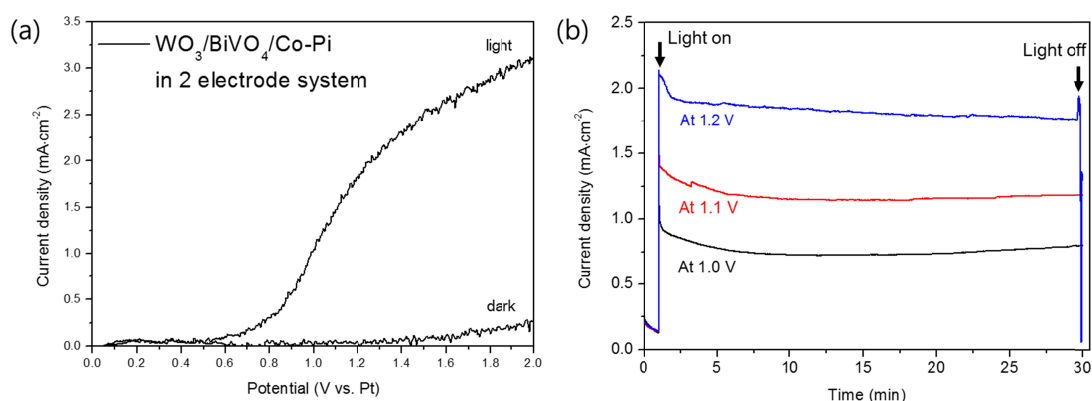 (a)
WO₃/BiVO₄/Co-Pi
in 2 electrode system
light
dark
3.5
3.0
2.5
2.0
1.5
1.0
0.5
0.0
0.2
0.4
0.6
0.8
1.0
1.2
1.4
1.6
1.8
2.0
Current density (mA·cm⁻²)
Potential (V vs. Pt)
(b)
Light on
Light off
At 1.2 V
At 1.1 V
At 1.0 V
2.5
2.0
1.5
1.0
0.5
0.0
0
5
10
15
20
25
30
Current density (mA·cm⁻²)
Time (min)